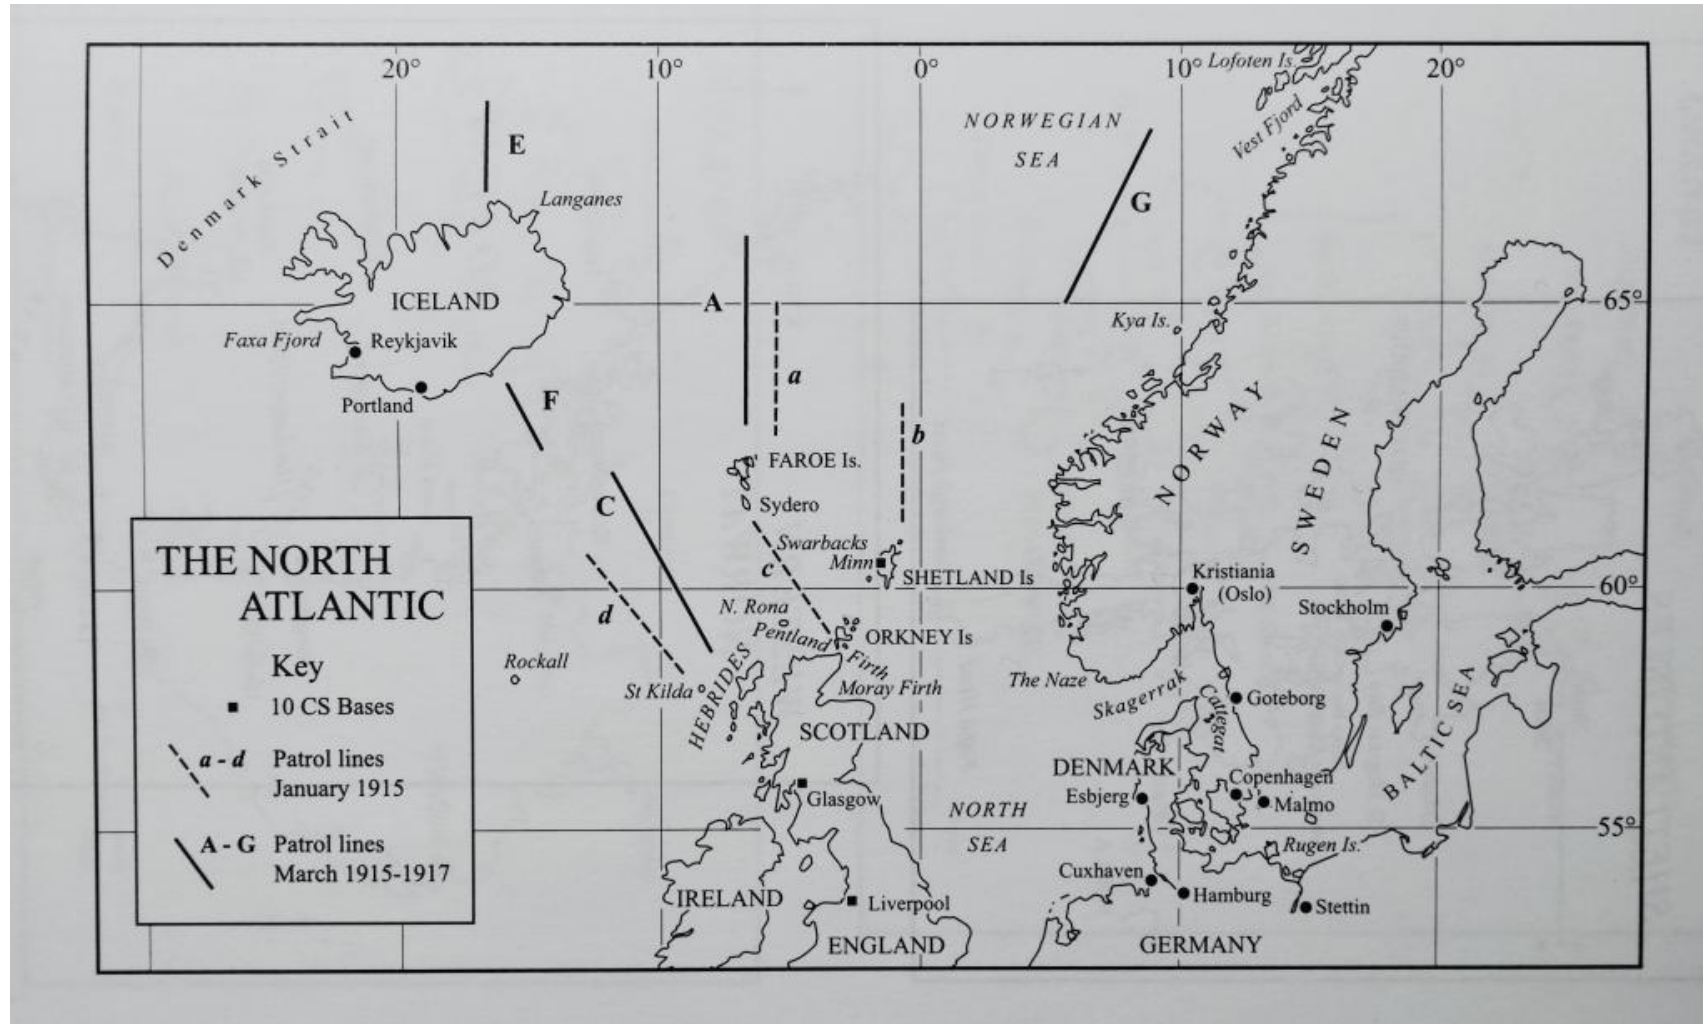 20°
10°
0°
10°
20°
Lofoten Is.
Vest Fjord
NORWEGIAN
SEA
Denmark Strait
E
Langanes
G
ICELAND
A
65°
Faxa Fjord
Reykjavik
Kya Is.
Portland
F
a
b
FAROE Is.
Sydero
C
NORWAY
SWEDEN
Swarbacks
Minn
SHETLAND Is
c
d
Kristiania
(Oslo)
60°
Stockholm
N. Rona
Pentland
Firth
ORKNEY Is
Rockall
St Kilda
HEBRIDES
Moray Firth
The Naze
Skagerrak
Cattegat
Goteborg
SCOTLAND
BALTIC SEA
DENMARK
Copenhagen
Esbjerg
Malmo
Glasgow
NORTH
SEA
55°
Rugen Is.
Cuxhaven
Hamburg
Stettin
IRELAND
Liverpool
ENGLAND
GERMANY
THE NORTH
ATLANTIC
Key
10 CS Bases
a - d Patrol lines
January 1915
A - G Patrol lines
March 1915-1917